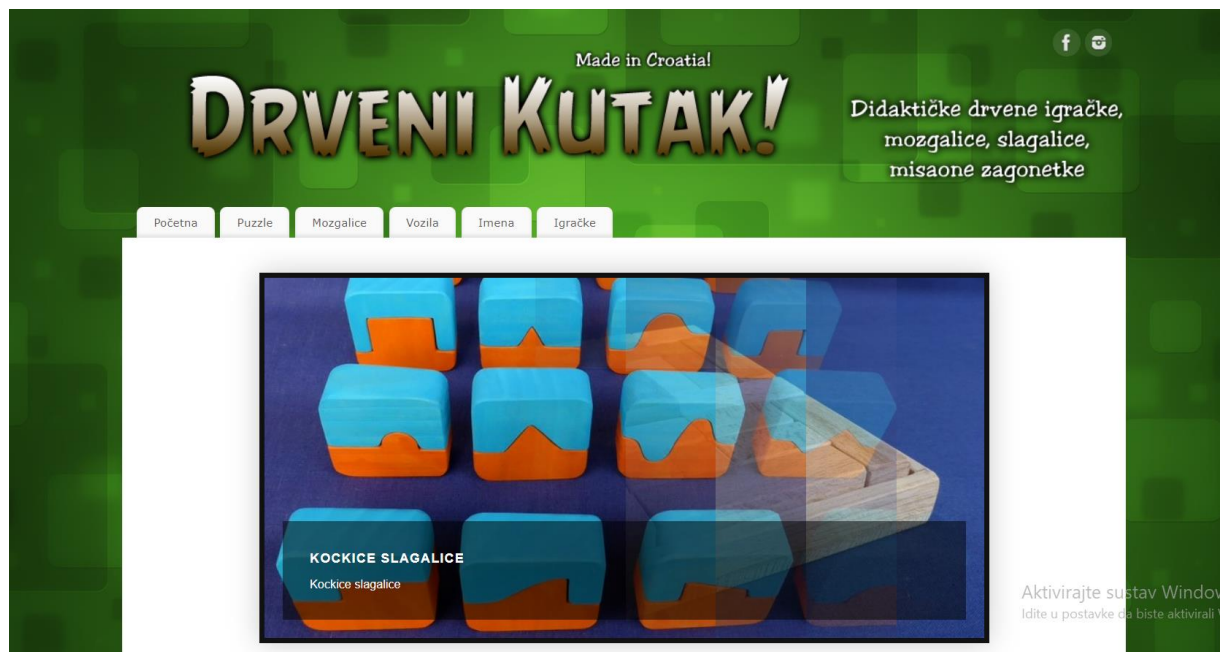 Made in Croatia!
DRVENI KUTAK!
Didaktičke drvene igračke,
mozgalice, slagalice,
misaone zagonetke
Početna Puzzle Mozgalice Vozila Imena Igračke
KOCKICE SLAGALICE
Kockice slagalice
Aktivirajte sustav Window
Idite u postavke da biste aktivirali